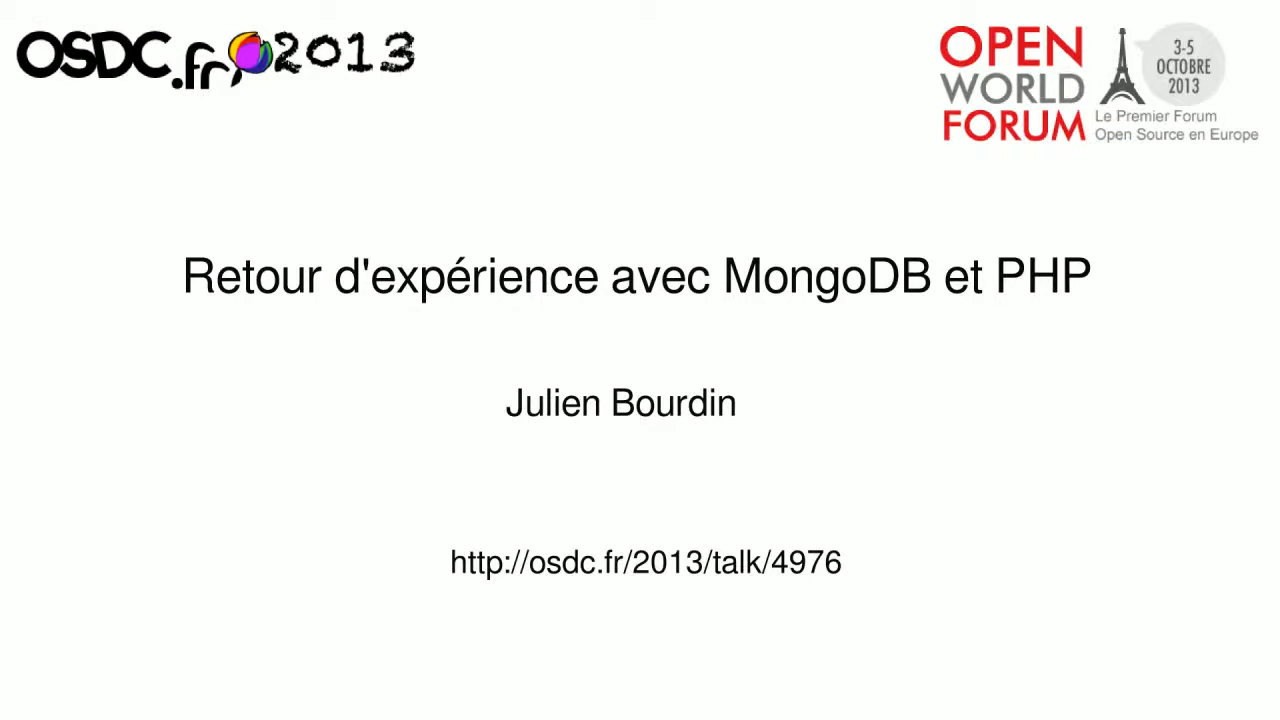 OSDC.fr 2013
OPEN
WORLD
FORUM
3-5
OCTOBRE
2013
Le Premier Forum
Open Source en Europe
Retour d'expérience avec MongoDB et PHP
Julien Bourdin
http://osdc.fr/2013/talk/4976